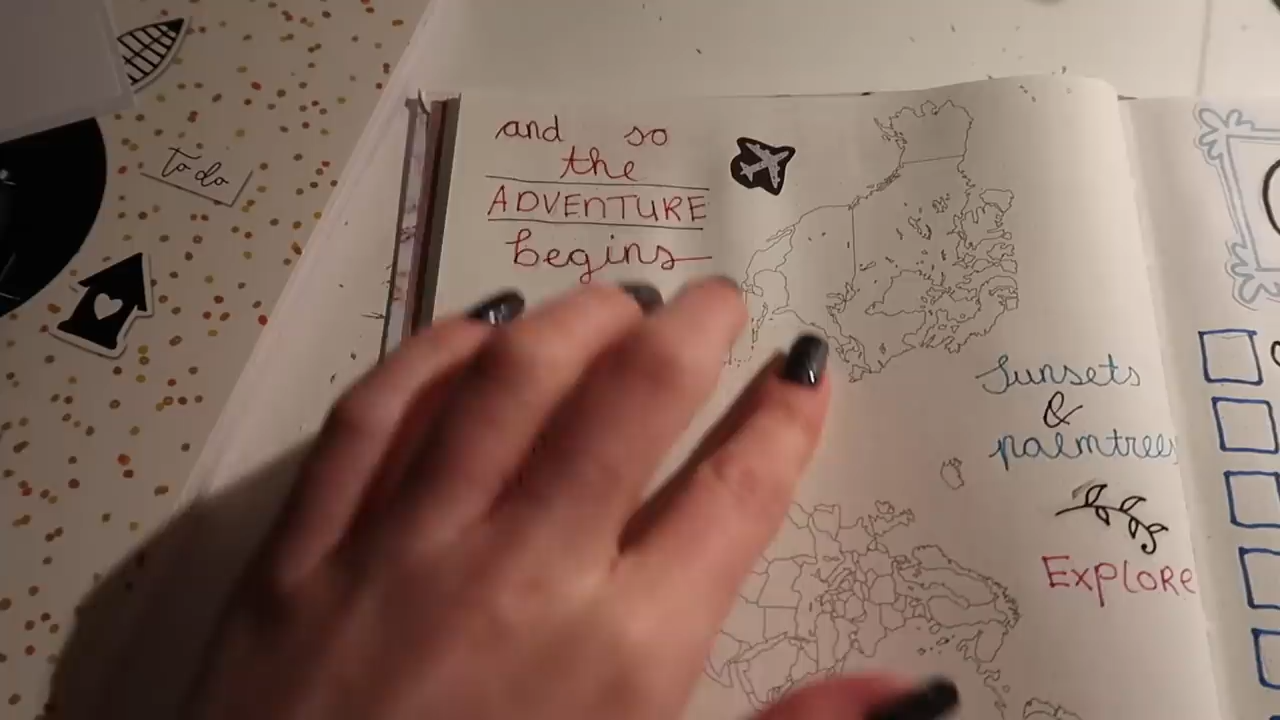 to do
and so
the
ADVENTURE
begins
Sunsets
&
palmtrees
EXPLORE